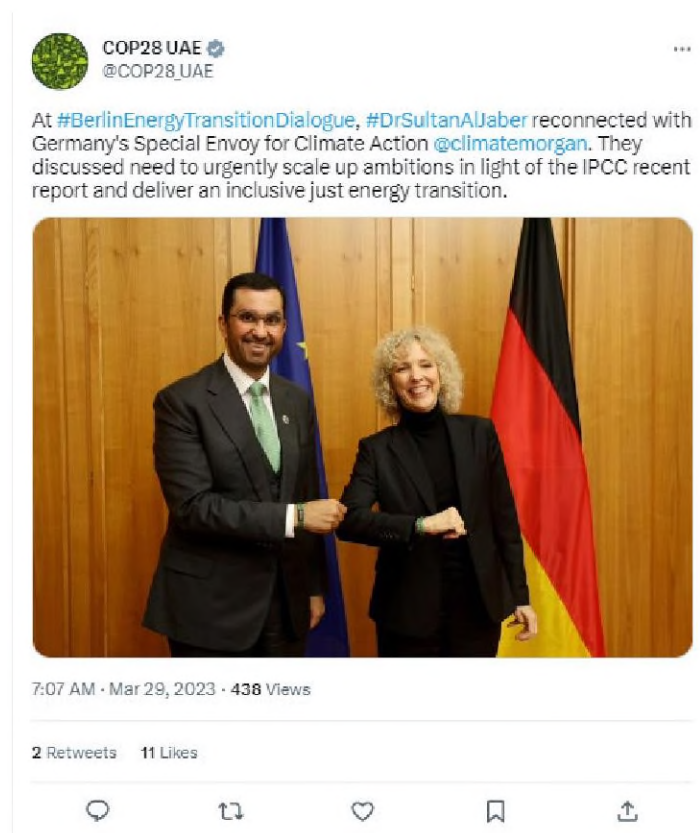 COP28 UAE
@COP28_UAE
At #BerlinEnergyTransitionDialogue, #DrSultanAlJaber reconnected with
Germany's Special Envoy for Climate Action @climatemorgan. They
discussed need to urgently scale up ambitions in light of the IPCC recent
report and deliver an inclusive just energy transition.
7:07 AM · Mar 29, 2023 · 438 Views
2 Retweets 11 Likes